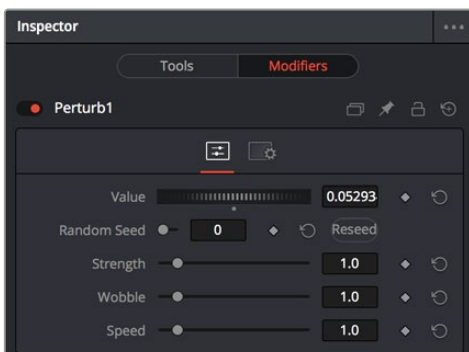 Inspector
Tools Modifiers
Perturb1
Value 0.05293
Random Seed 0 Reseed
Strength 1.0
Wobble 1.0
Speed 1.0